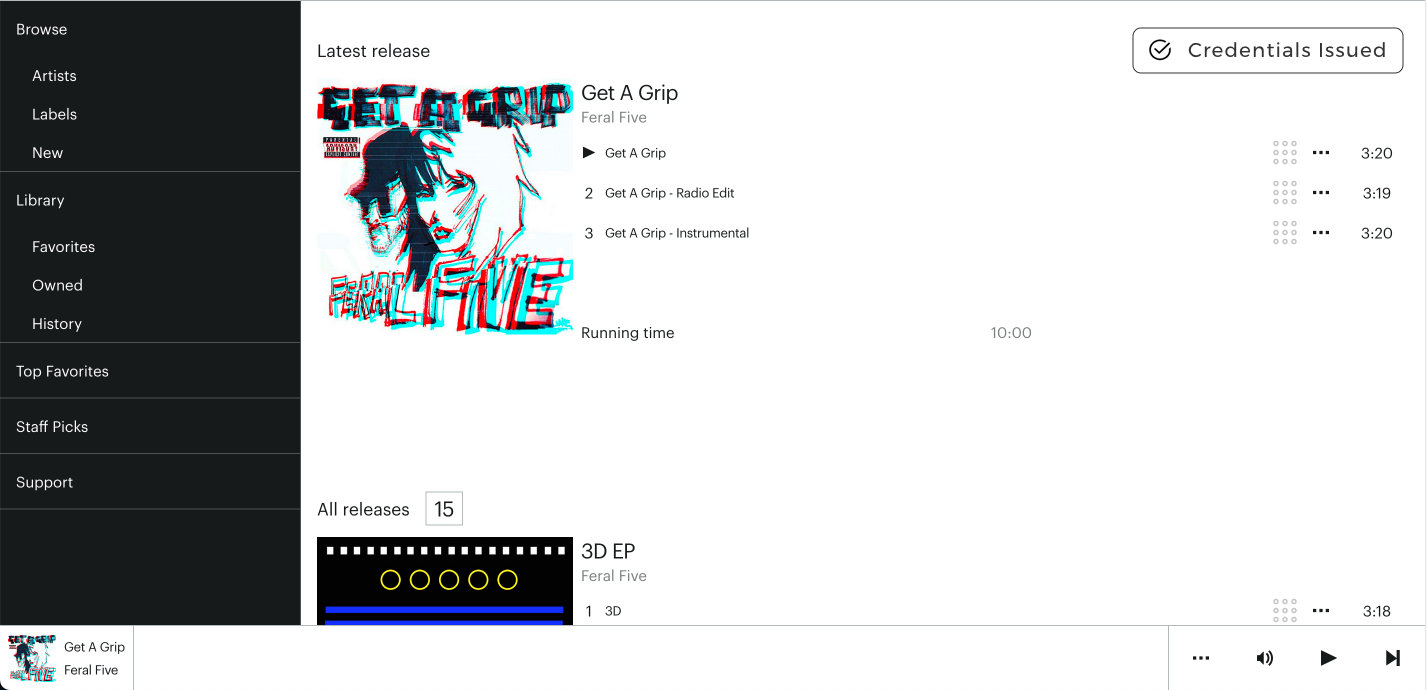 Browse
Artists
Labels
New
Library
Favorites
Owned
History
Top Favorites
Staff Picks
Support
Latest release
Credentials Issued
GET A GRIP
PARENTAL
ADVISORY
EXPLICIT CONTENT
FERAL FIVE
Get A Grip
Feral Five
Get A Grip 3:20
2 Get A Grip - Radio Edit 3:19
3 Get A Grip - Instrumental 3:20
Running time 10:00
All releases 15
3D EP
Feral Five
1 3D 3:18
GET A GRIP
FIVE
Get A Grip
Feral Five